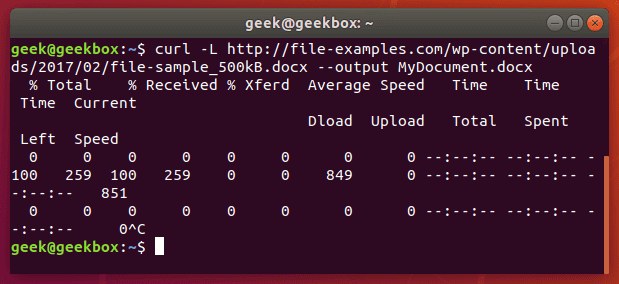 geek@geekbox: ~
geek@geekbox:~$ curl -L http://file-examples.com/wp-content/uploa
ds/2017/02/file-sample_500kB.docx --output MyDocument.docx
  % Total    % Received % Xferd  Average Speed   Time    Time    
 Time  Current
                                 Dload  Upload   Total   Spent   
 Left  Speed
  0     0    0     0    0     0      0      0 --:--:-- --:--:-- -
100   259  100   259    0     0    849      0 --:--:-- --:--:-- -
-:--:--   851
  0     0    0     0    0     0      0      0 --:--:-- --:--:-- -
-:--:--     0^C
geek@geekbox:~$